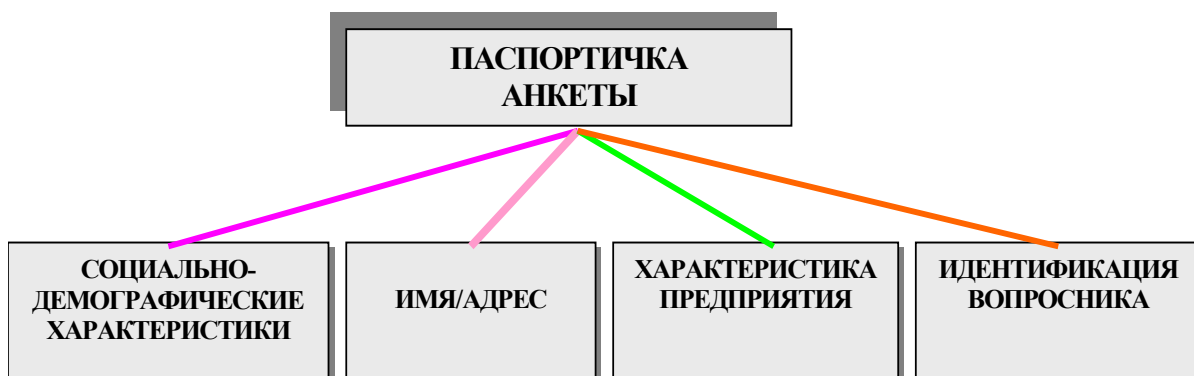 ПАСПОРТИЧКА
АНКЕТЫ
СОЦИАЛЬНО-
ДЕМОГРАФИЧЕСКИЕ
ХАРАКТЕРИСТИКИ
ИМЯ/АДРЕС
ХАРАКТЕРИСТИКА
ПРЕДПРИЯТИЯ
ИДЕНТИФИКАЦИЯ
ВОПРОСНИКА